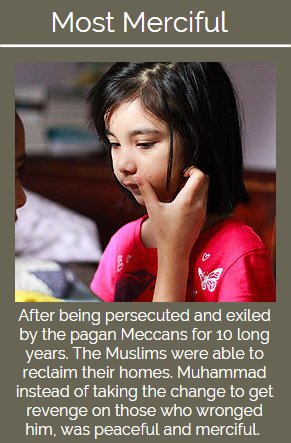 Most Merciful
After being persecuted and exiled
by the pagan Meccans for 10 long
years. The Muslims were able to
reclaim their homes. Muhammad
instead of taking the change to get
revenge on those who wronged
him, was peaceful and merciful.